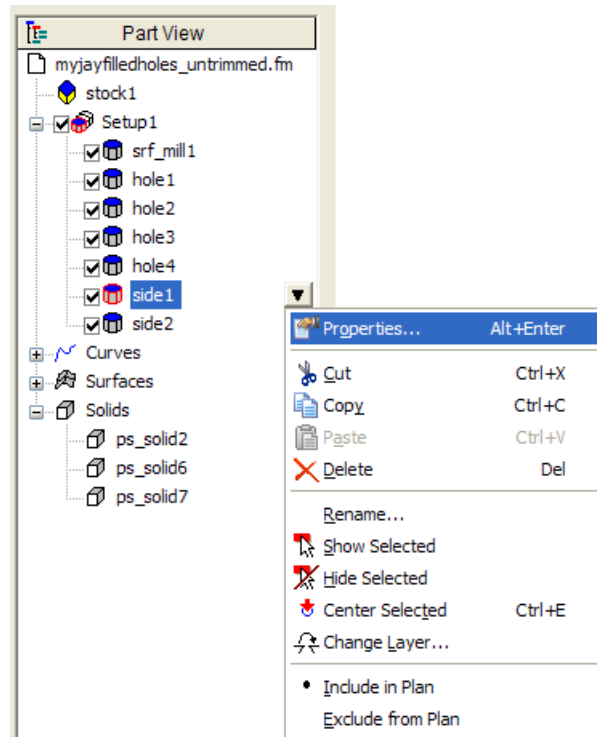 Part View
myjayfilledholes_untrimmed.fm
stock1
Setup1
srf_mill1
hole1
hole2
hole3
hole4
side1
side2
Curves
Surfaces
Solids
ps_solid2
ps_solid6
ps_solid7
Properties... Alt+Enter
Cut Ctrl+X
Copy Ctrl+C
Paste Ctrl+V
Delete Del
Rename...
Show Selected
Hide Selected
Center Selected Ctrl+E
Change Layer...
Include in Plan
Exclude from Plan